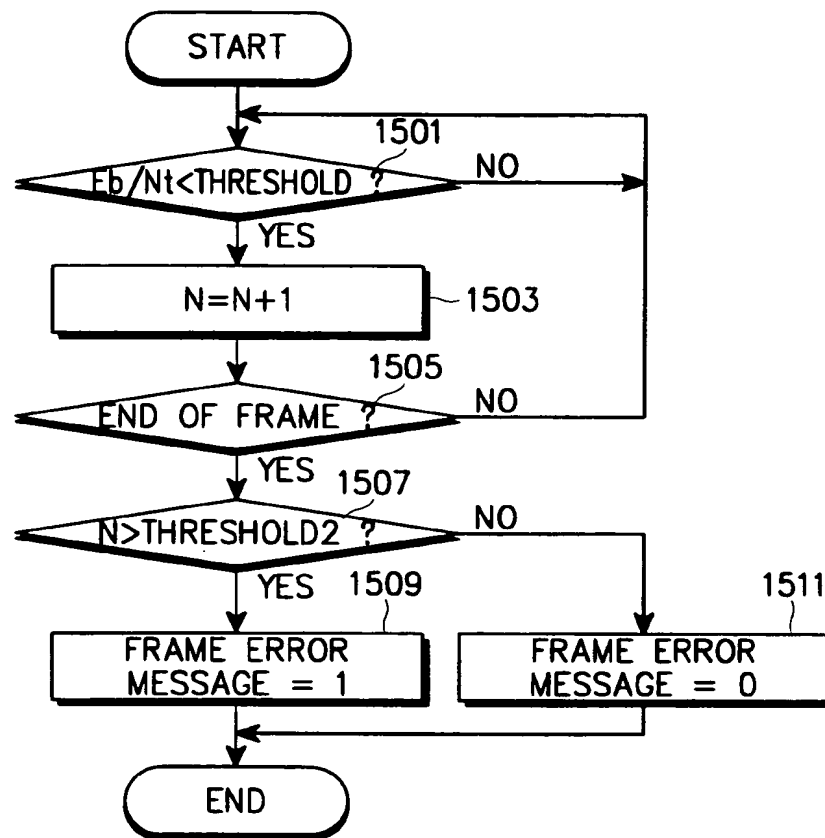 START
1501
Eb/Nt<THRESHOLD ?
NO
YES
N=N+1
1503
1505
END OF FRAME ?
NO
YES
1507
N>THRESHOLD2 ?
NO
YES
1509
1511
FRAME ERROR
MESSAGE = 1
FRAME ERROR
MESSAGE = 0
END